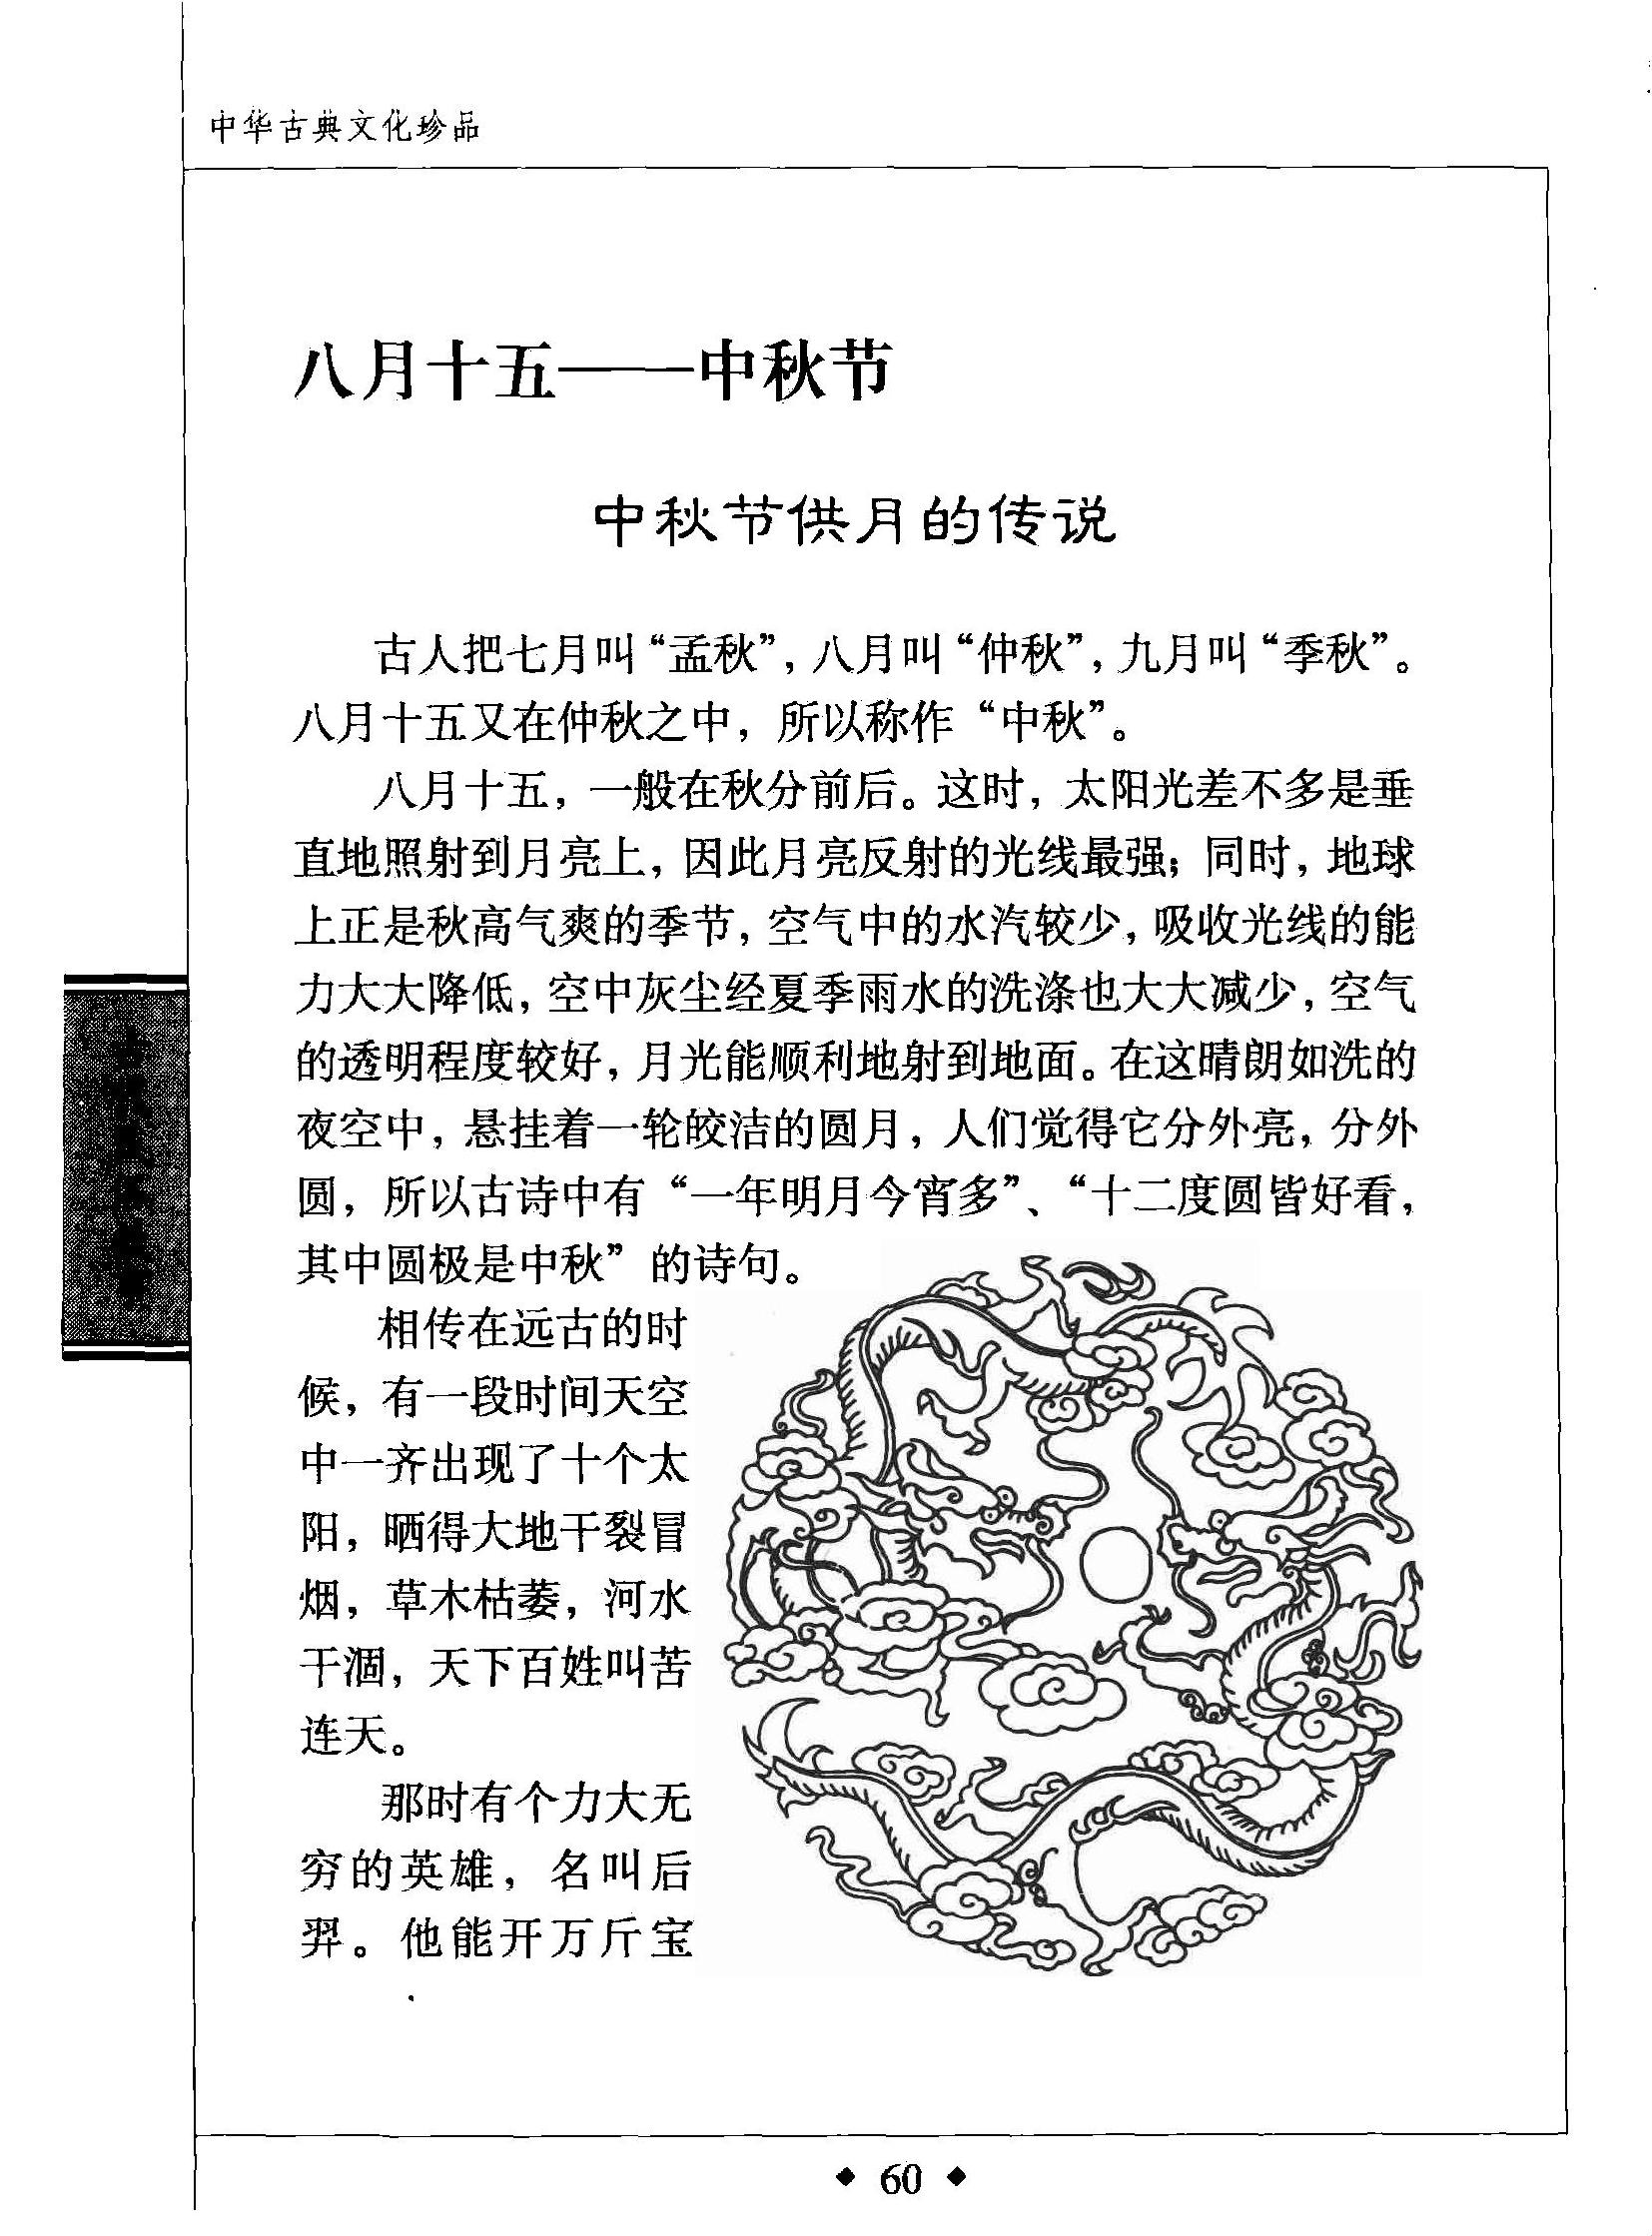 中华古典文化珍品
八月十五——中秋节
中秋节供月的传说
古人把七月叫“孟秋”，八月叫“仲秋”，九月叫“季秋”。
八月十五又在仲秋之中，所以称作“中秋”。
八月十五，一般在秋分前后。这时，太阳光差不多是垂
直地照射到月亮上，因此月亮反射的光线最强；同时，地球
上正是秋高气爽的季节，空气中的水汽较少，吸收光线的能
力大大降低，空中灰尘经夏季雨水的洗涤也大大减少，空气
的透明程度较好，月光能顺利地射到地面。在这晴朗如洗的
夜空中，悬挂着一轮皎洁的圆月，人们觉得它分外亮，分外
圆，所以古诗中有“一年明月今宵多”、“十二度圆皆好看，
其中圆极是中秋”的诗句。
相传在远古的时
候，有一段时间天空
中一齐出现了十个太
阳，晒得大地干裂冒
烟，草木枯萎，河水
干涸，天下百姓叫苦
连天。
那时有个力大无
穷的英雄，名叫后
羿。他能开万斤宝
60